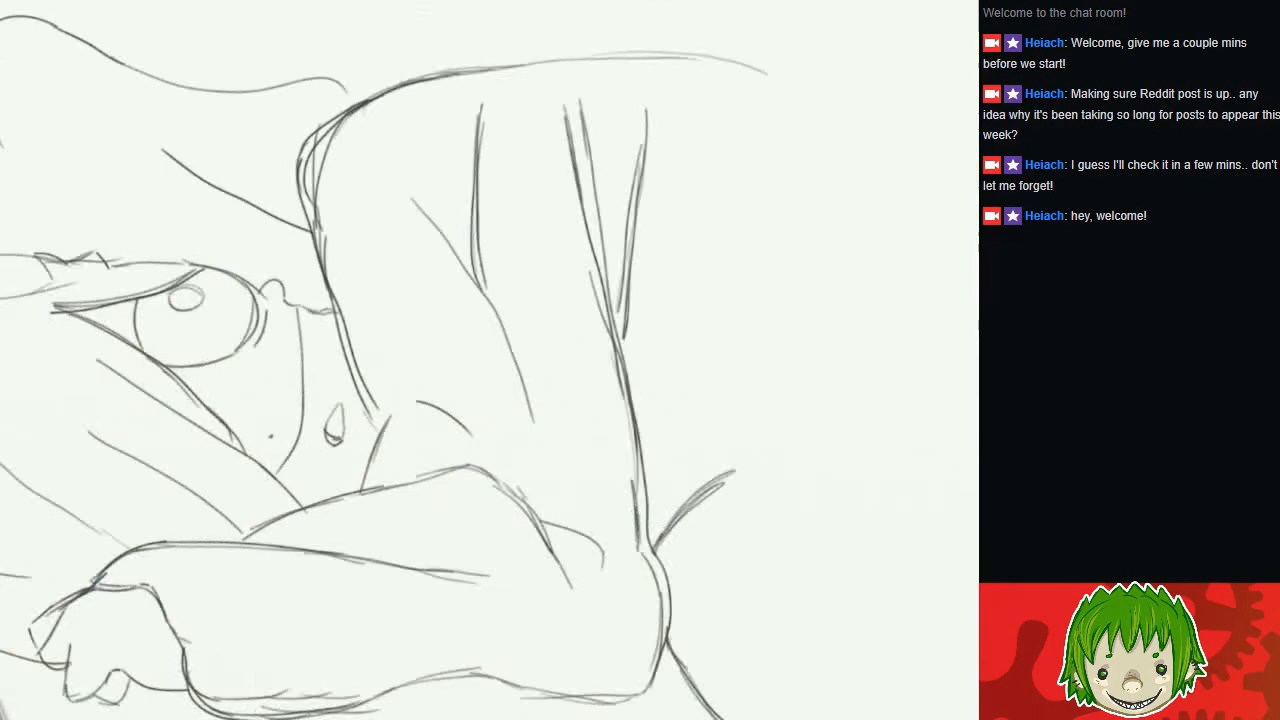 Welcome to the chat room!
Heiach: Welcome, give me a couple mins
before we start!
Heiach: Making sure Reddit post is up.. any
idea why it's been taking so long for posts to appear this
week?
Heiach: I guess I'll check it in a few mins.. don't
let me forget!
Heiach: hey, welcome!